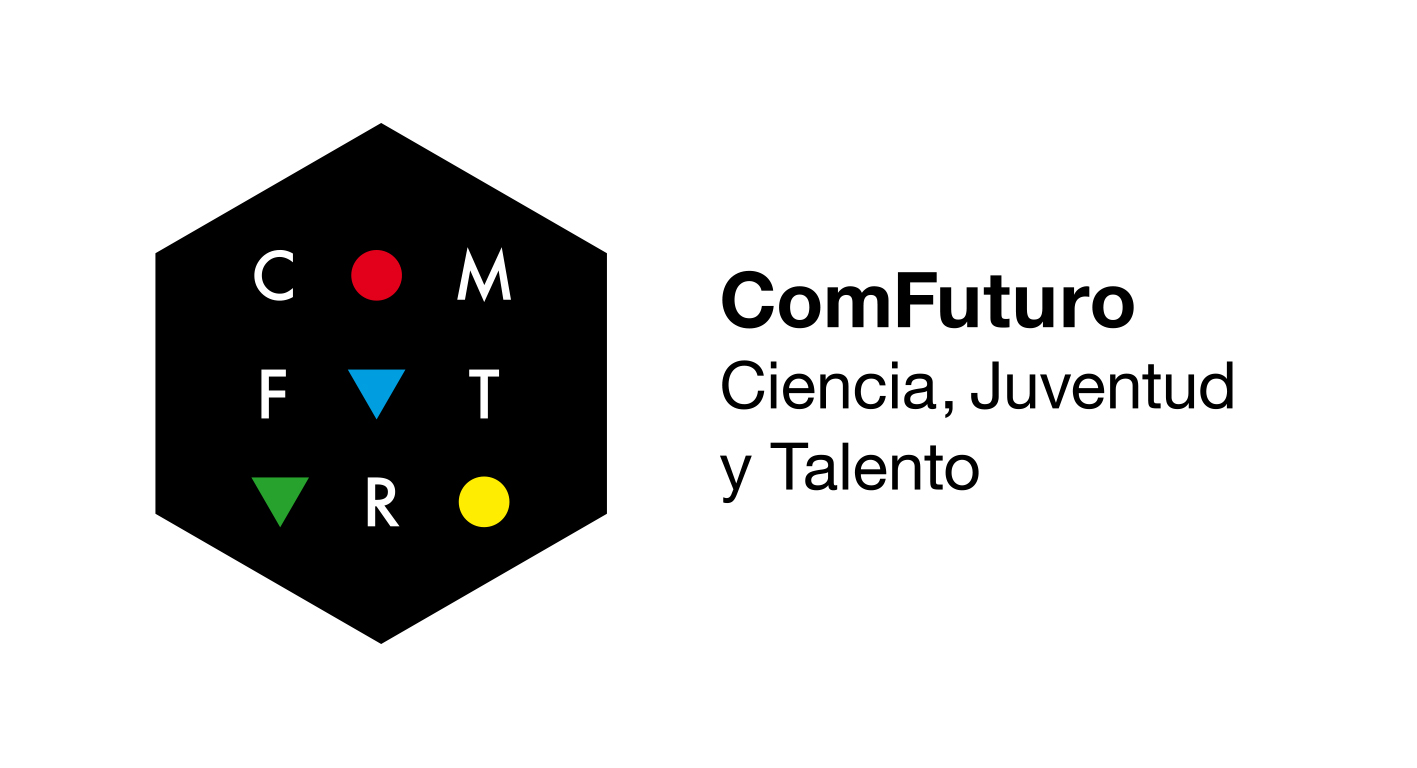 C M
F T
R
ComFuturo
Ciencia, Juventud
y Talento